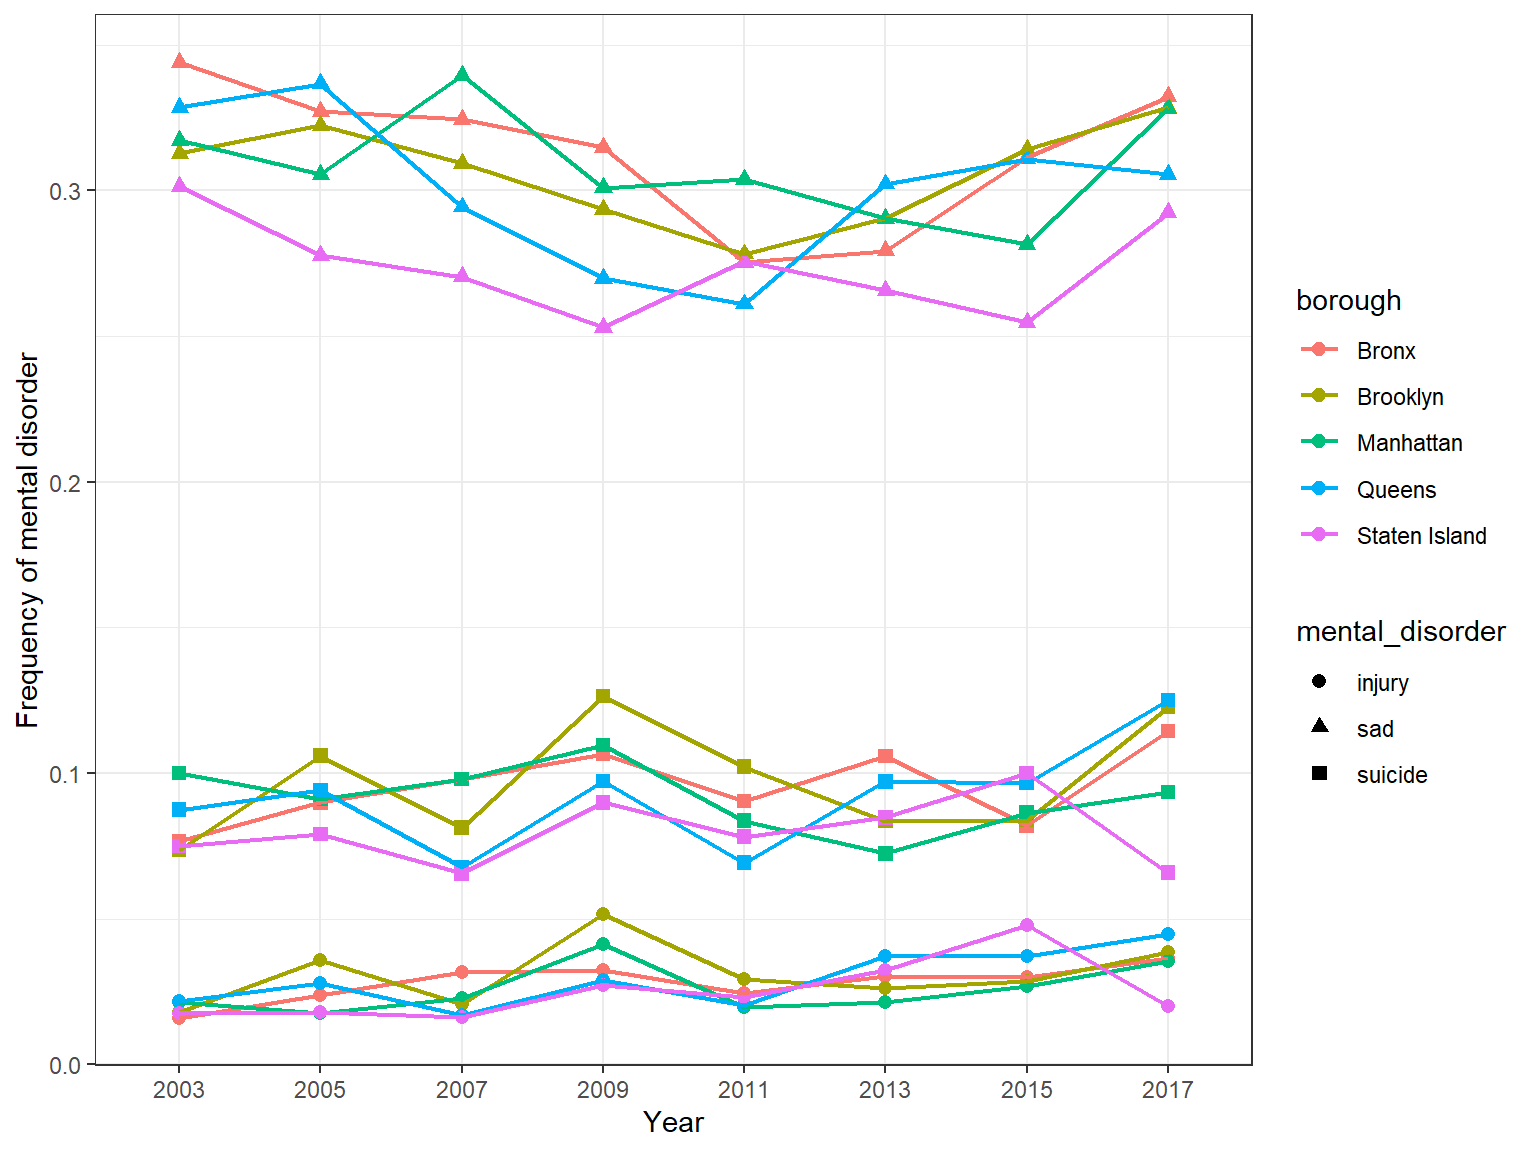 Frequency of mental disorder
0.3
0.2
0.1
0.0
2003 2005 2007 2009 2011 2013 2015 2017
Year
borough
Bronx
Brooklyn
Manhattan
Queens
Staten Island
mental_disorder
injury
sad
suicide